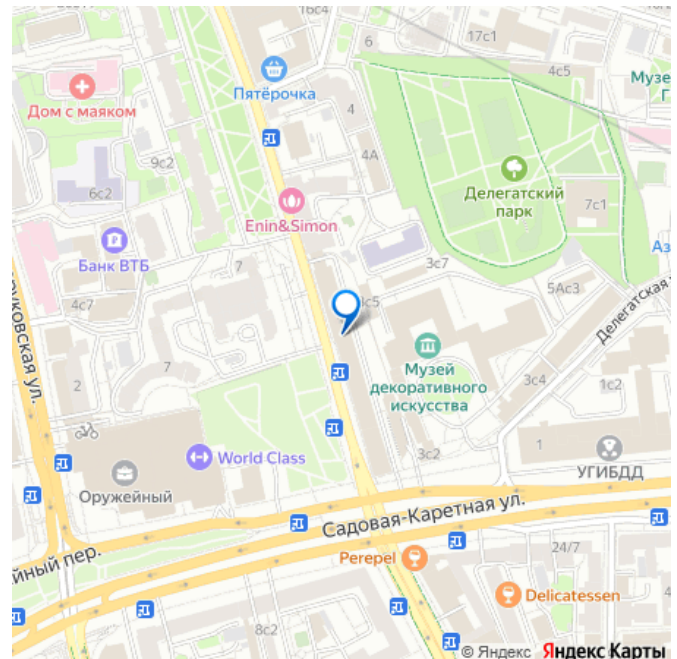 16с4
17с1
6
4с5
Музе
Г
Пятёрочка
Дом с маяком
4
4А
9с2
6с2
Делегатский
парк
7с1
Enin&Simon
Банк ВТБ
7
3с7
Аз
5Ас3
4с7
с5
Делегатская у
руковская ул.
7
Музей
декоративного
искусства
3с4
1с2
2
3с2
1
World Class
УГИБДД
Оружейный
Садовая-Каретная ул.
йный пер.
Perepel
24/7
Delicatessen
4
8с2
© Яндекс Яндекс Карты